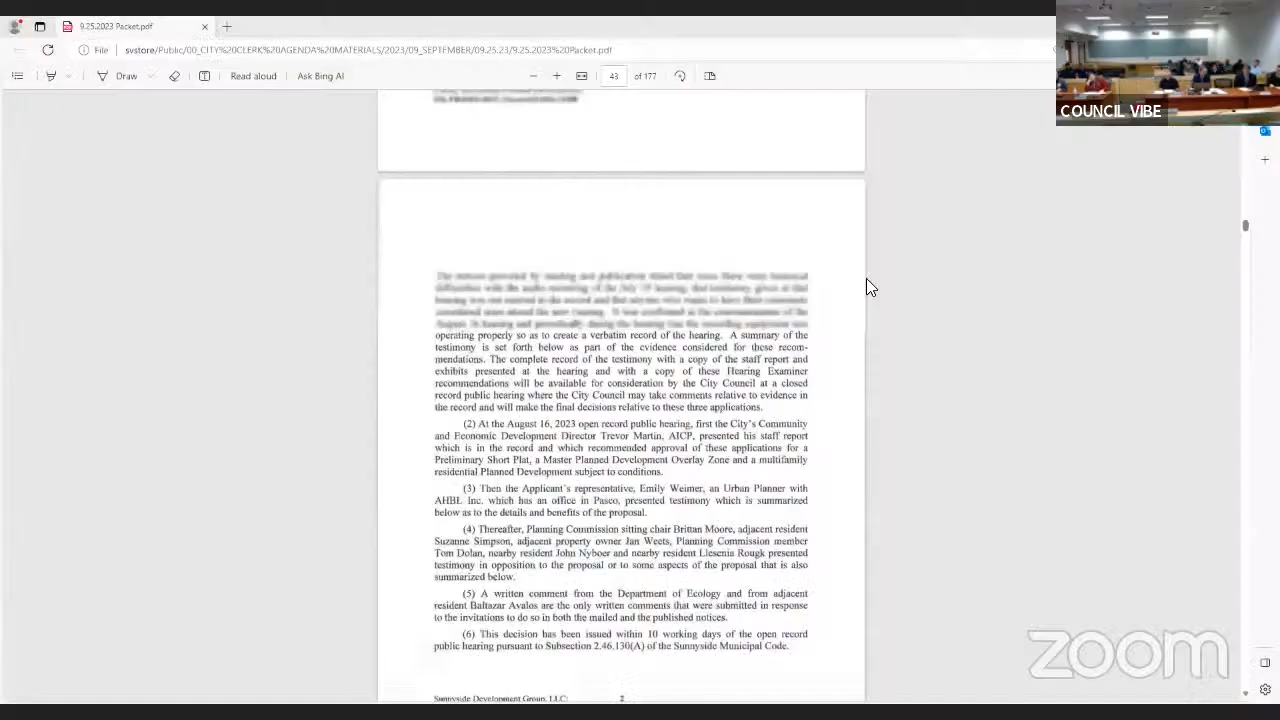 9.25.2023 Packet.pdf
File svstore/Public/00_CITY%20CLERK%20AGENDA%20MATERIALS/2023/09_SEPTEMBER/09.25.23/9.25.2023%20Packet.pdf
Draw Read aloud Ask Bing AI 43 of 177
COUNCIL VIBE
operating properly so as to create a verbatim record of the hearing. A summary of the
testimony is set forth below as part of the evidence considered for these recom-
mendations. The complete record of the testimony with a copy of the staff report and
exhibits presented at the hearing and with a copy of these Hearing Examiner
recommendations will be available for consideration by the City Council at a closed
record public hearing where the City Council may take comments relative to evidence in
the record and will make the final decisions relative to these three applications.
(2) At the August 16, 2023 open record public hearing, first the City's Community
and Economic Development Director Trevor Martin, AICP, presented his staff report
which is in the record and which recommended approval of these applications for a
Preliminary Short Plat, a Master Planned Development Overlay Zone and a multifamily
residential Planned Development subject to conditions.
(3) Then the Applicant's representative, Emily Weimer, an Urban Planner with
AHBL Inc. which has an office in Pasco, presented testimony which is summarized
below as to the details and benefits of the proposal.
(4) Thereafter, Planning Commission sitting chair Brittan Moore, adjacent resident
Suzanne Simpson, adjacent property owner Jan Weets, Planning Commission member
Tom Dolan, nearby resident John Nyboer and nearby resident Llesenia Rougk presented
testimony in opposition to the proposal or to some aspects of the proposal that is also
summarized below.
(5) A written comment from the Department of Ecology and from adjacent
resident Baltazar Avalos are the only written comments that were submitted in response
to the invitations to do so in both the mailed and the published notices.
(6) This decision has been issued within 10 working days of the open record
public hearing pursuant to Subsection 2.46.130(A) of the Sunnyside Municipal Code.
Sunnyside Development Group, LLC: 2
zoom